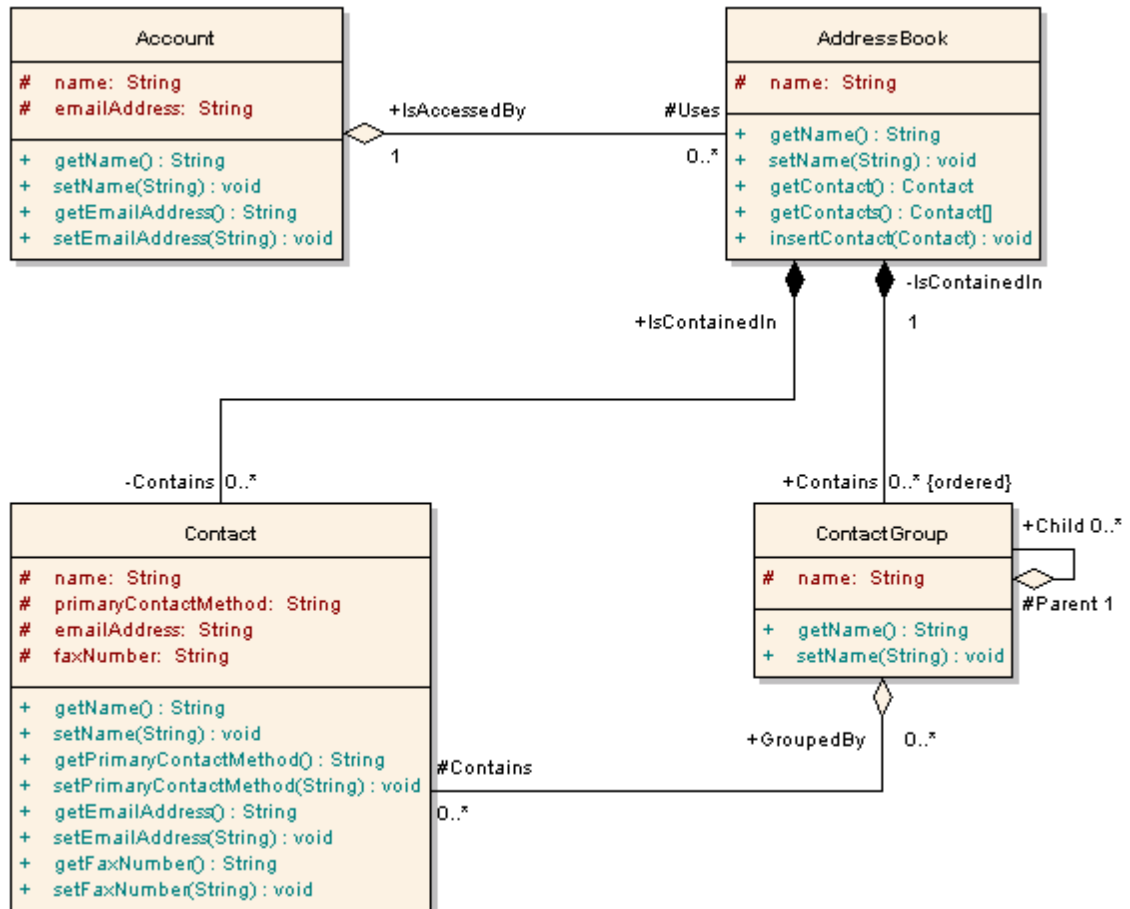 Account
# name: String
# emailAddress: String
+ getName() : String
+ setName(String) : void
+ getEmailAddress() : String
+ setEmailAddress(String) : void
+IsAccessedBy
1
#Uses
0..*
AddressBook
# name: String
+ getName() : String
+ setName(String) : void
+ getContact() : Contact
+ getContacts() : Contact[]
+ insertContact(Contact) : void
+IsContainedIn
-IsContainedIn
1
-Contains 0..*
+Contains 0..* {ordered}
Contact
# name: String
# primaryContactMethod: String
# emailAddress: String
# faxNumber: String
+ getName() : String
+ setName(String) : void
+ getPrimaryContactMethod() : String
+ setPrimaryContactMethod(String) : void
+ getEmailAddress() : String
+ setEmailAddress(String) : void
+ getFaxNumber() : String
+ setFaxNumber(String) : void
ContactGroup
# name: String
+ getName() : String
+ setName(String) : void
+Child 0..*
#Parent 1
+GroupedBy 0..*
#Contains
0..*